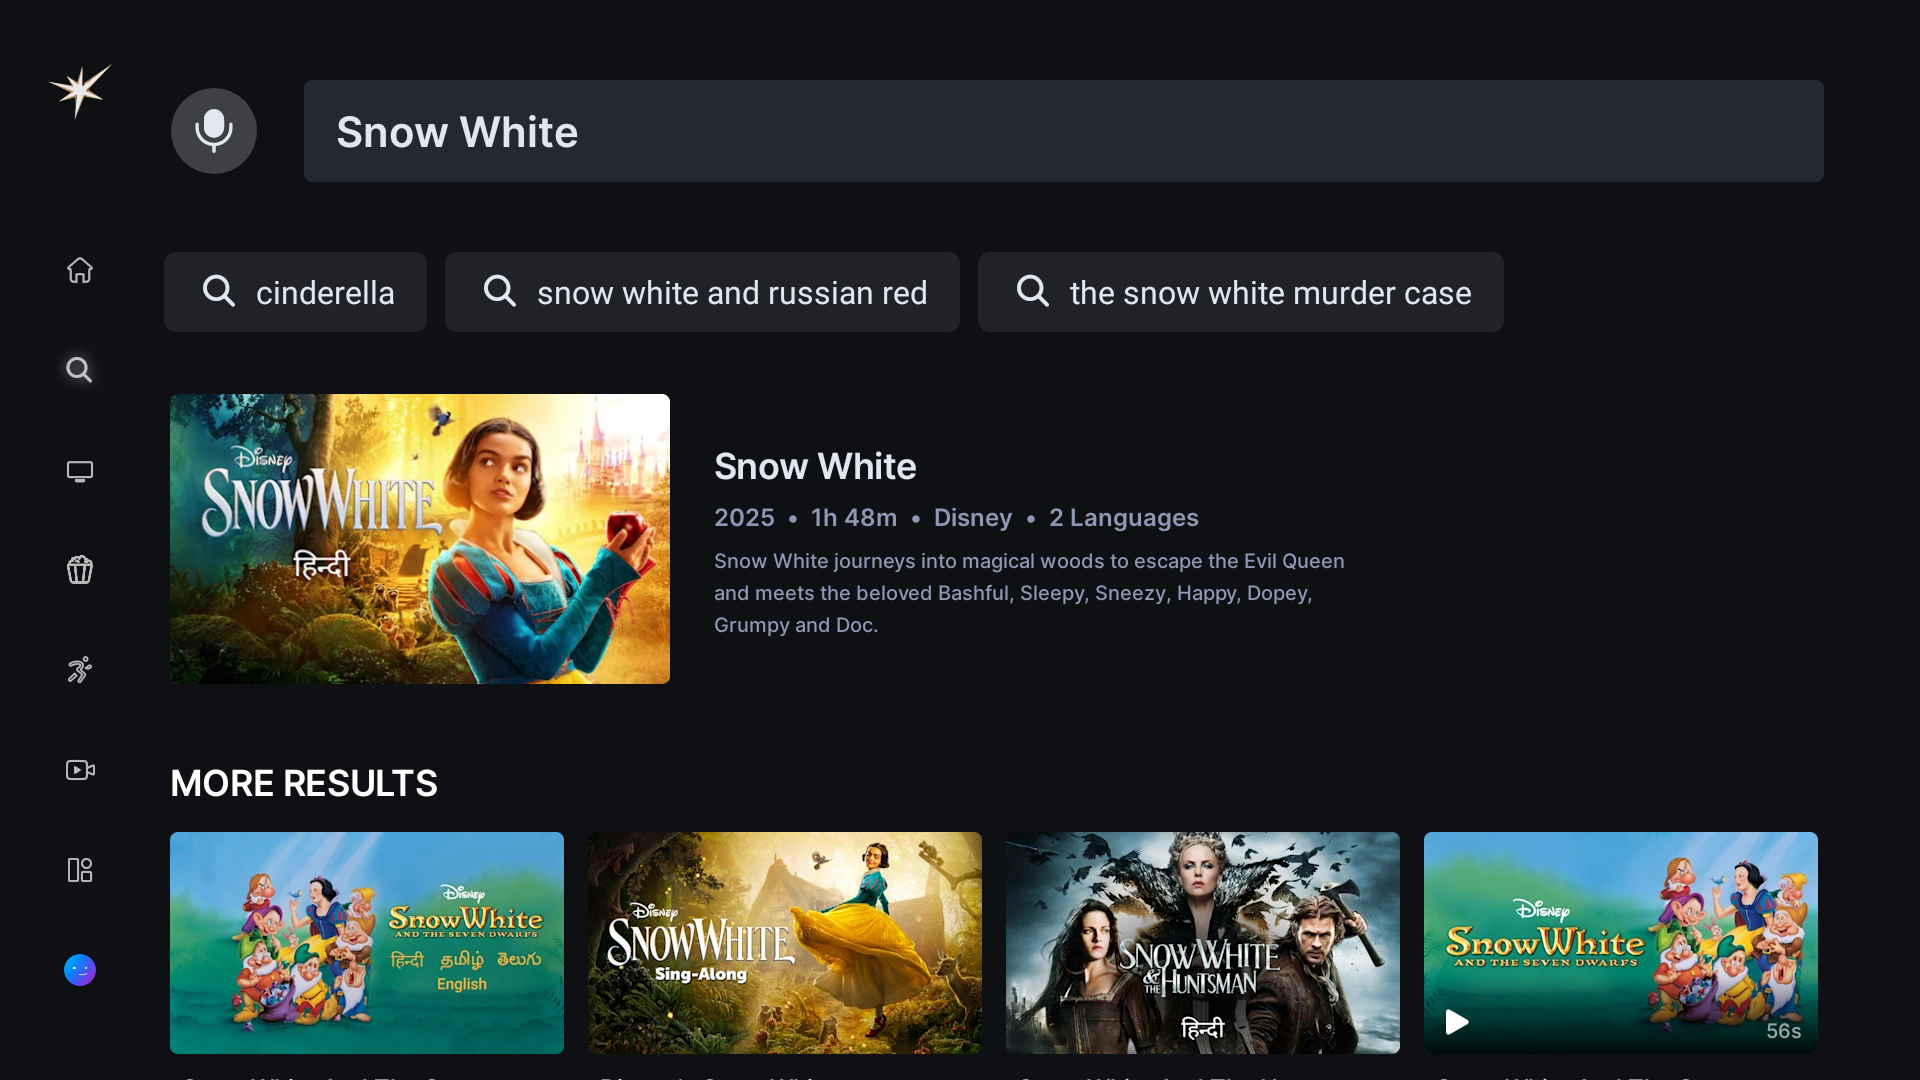 Snow White
cinderella
snow white and russian red
the snow white murder case
Disney
SNOW WHITE
हिन्दी
Snow White
2025 • 1h 48m • Disney • 2 Languages
Snow White journeys into magical woods to escape the Evil Queen
and meets the beloved Bashful, Sleepy, Sneezy, Happy, Dopey,
Grumpy and Doc.
MORE RESULTS
Disney
Snow White
AND THE SEVEN DWARFS
हिन्दी தமிழ் తెలుగు
English
Disney
SNOW WHITE
Sing-Along
SNOW WHITE
& THE HUNTSMAN
हिन्दी
Disney
Snow White
AND THE SEVEN DWARFS
56s